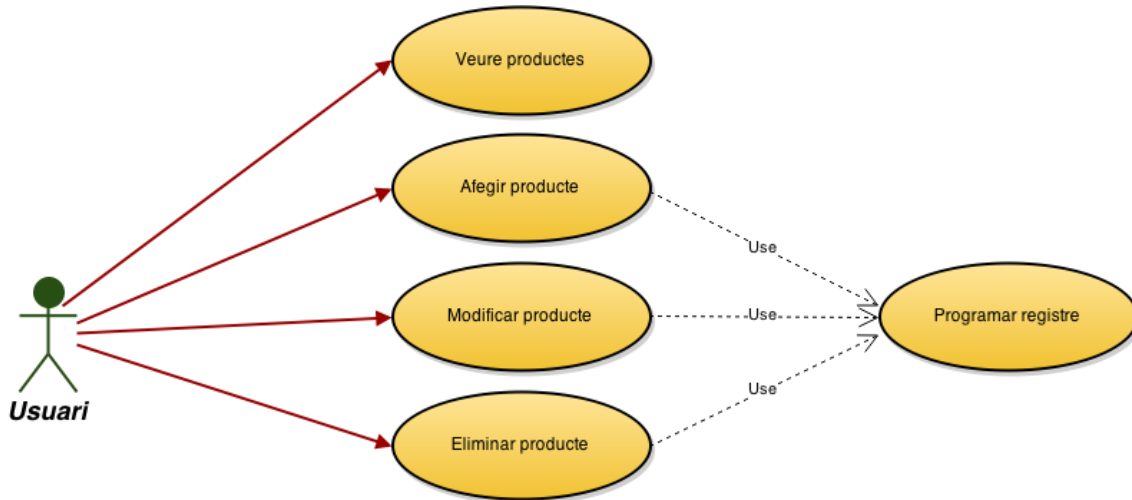 Veure productes
Afegir producte
Use
Modificar producte
Use
Programar registre
Usuari
Use
Eliminar producte